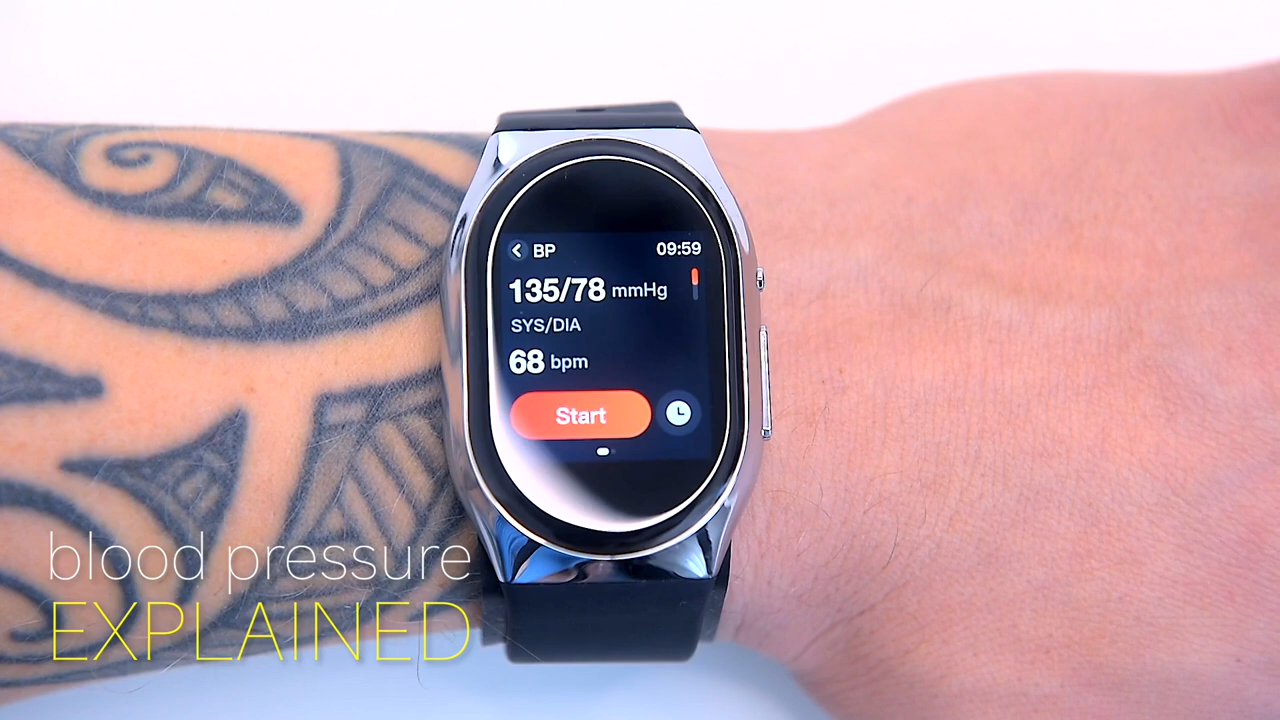 BP 09:59
135/78 mmHg
SYS/DIA
68 bpm
Start
blood pressure
EXPLAINED